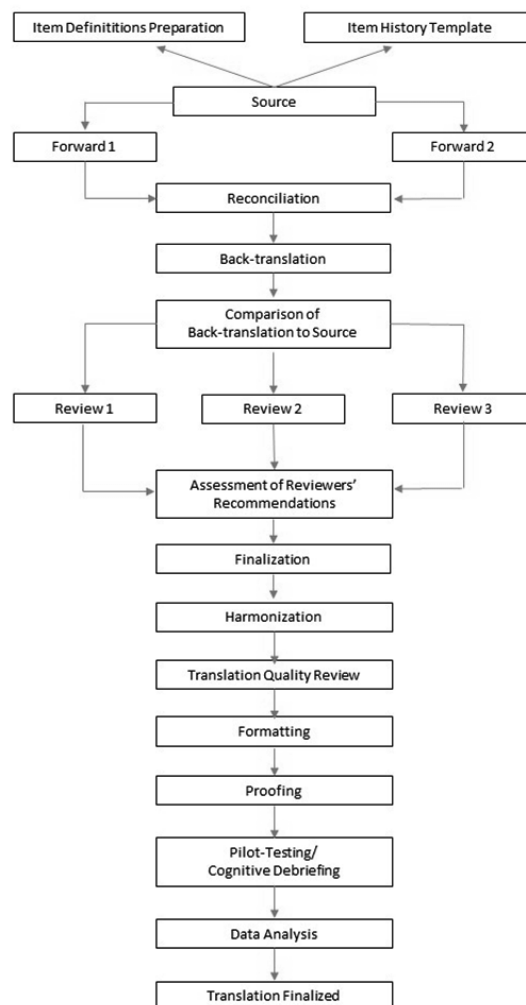 Item Definititions Preparation
Item History Template
Source
Forward 1
Forward 2
Reconciliation
Back-translation
Comparison of
Back-translation to Source
Review 1
Review 2
Review 3
Assessment of Reviewers'
Recommendations
Finalization
Harmonization
Translation Quality Review
Formatting
Proofing
Pilot-Testing/
Cognitive Debriefing
Data Analysis
Translation Finalized